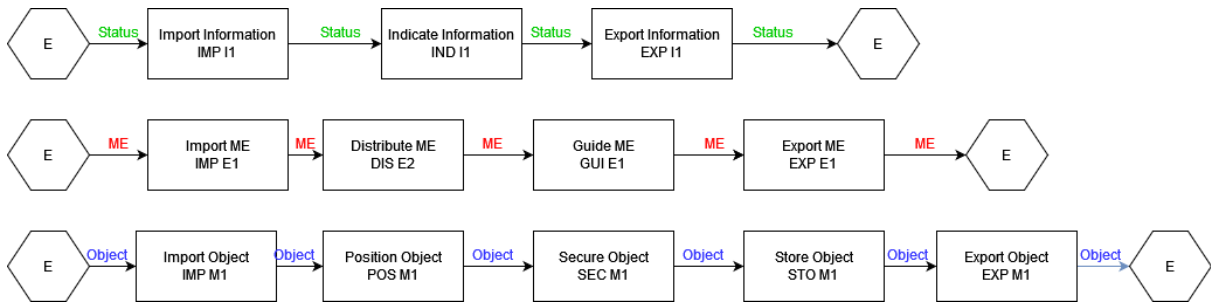 E
Status
Import Information
IMP I1
Status
Indicate Information
IND I1
Status
Export Information
EXP I1
Status
E
E
ME
Import ME
IMP E1
ME
Distribute ME
DIS E2
ME
Guide ME
GUI E1
ME
Export ME
EXP E1
ME
E
E
Object
Import Object
IMP M1
Object
Position Object
POS M1
Object
Secure Object
SEC M1
Object
Store Object
STO M1
Object
Export Object
EXP M1
Object
E